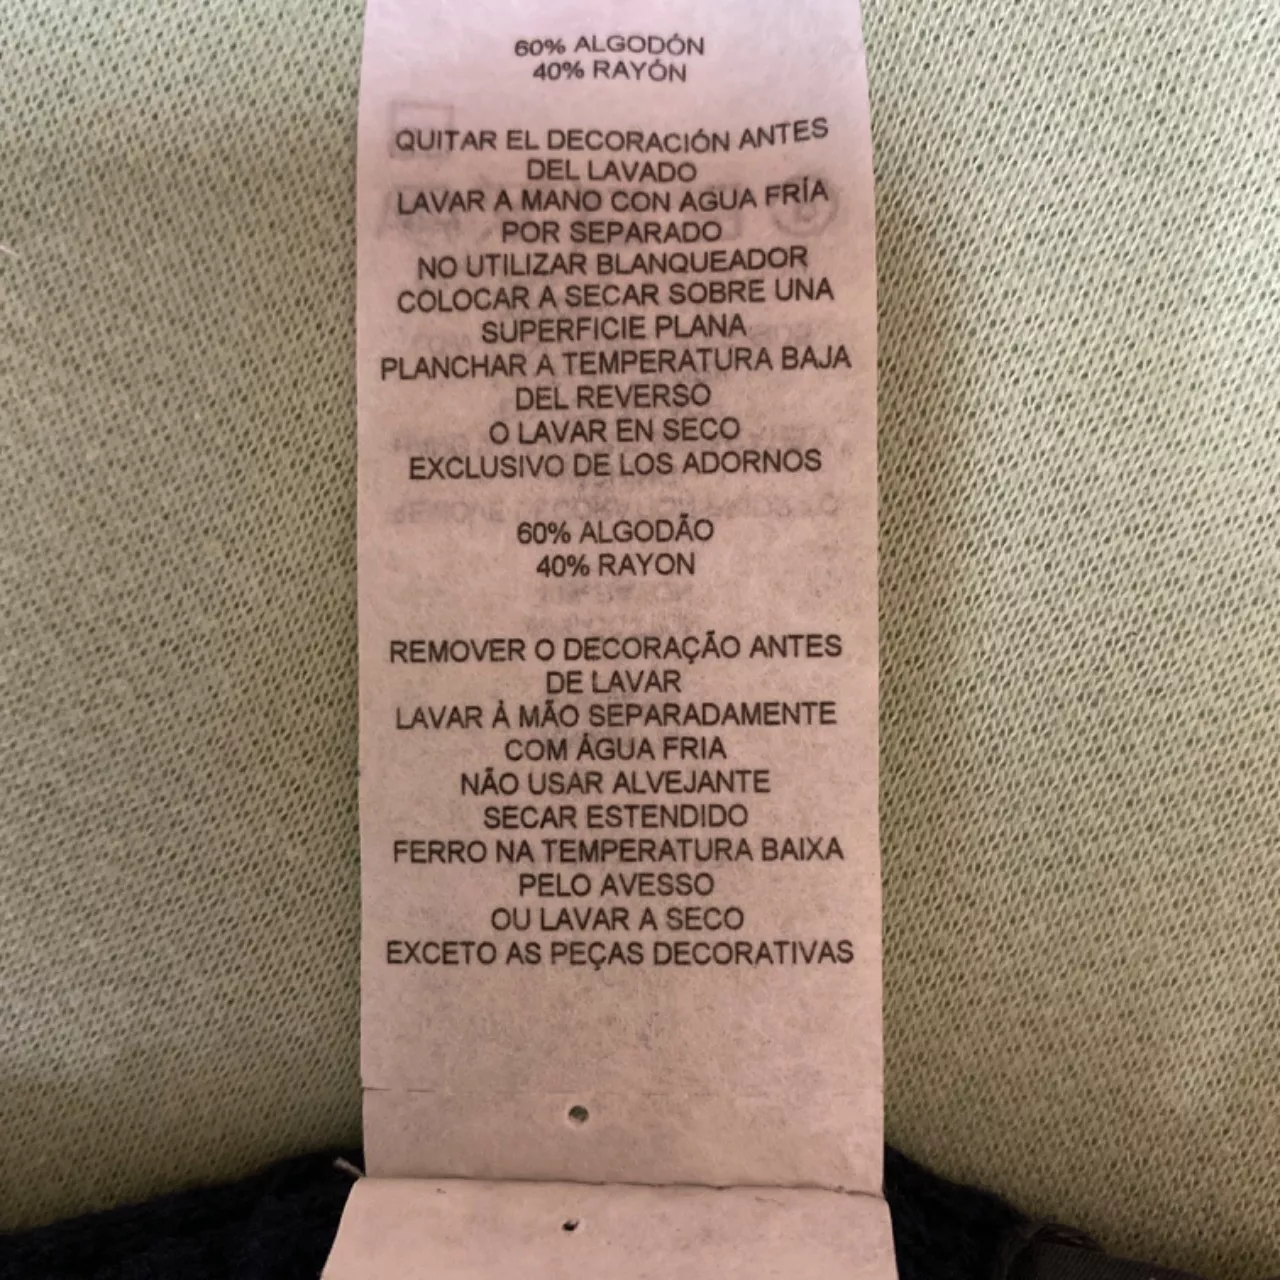 60% ALGODÓN
40% RAYÓN
QUITAR EL DECORACIÓN ANTES
DEL LAVADO
LAVAR A MANO CON AGUA FRÍA
POR SEPARADO
NO UTILIZAR BLANQUEADOR
COLOCAR A SECAR SOBRE UNA
SUPERFICIE PLANA
PLANCHAR A TEMPERATURA BAJA
DEL REVERSO
O LAVAR EN SECO
EXCLUSIVO DE LOS ADORNOS
60% ALGODÃO
40% RAYON
REMOVER O DECORAÇÃO ANTES
DE LAVAR
LAVAR À MÃO SEPARADAMENTE
COM ÁGUA FRIA
NÃO USAR ALVEJANTE
SECAR ESTENDIDO
FERRO NA TEMPERATURA BAIXA
PELO AVESSO
OU LAVAR A SECO
EXCETO AS PEÇAS DECORATIVAS